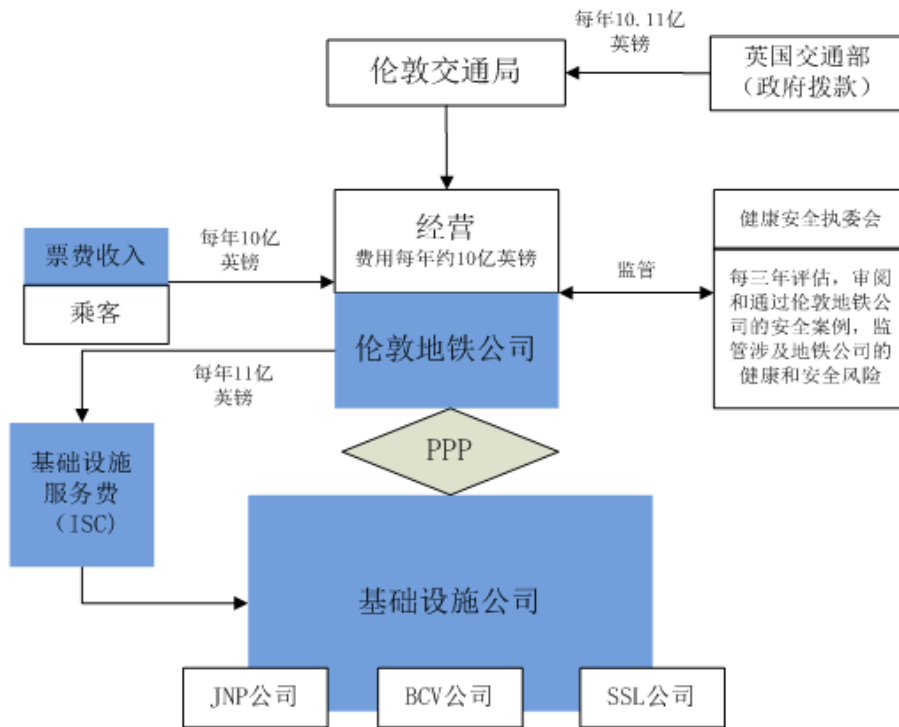 每年10.11亿
英镑
伦敦交通局
英国交通部
（政府拨款）
经营
费用每年约10亿英镑
票费收入
乘客
每年10亿
英镑
监管
健康安全执委会
每三年评估，审阅
和通过伦敦地铁公
司的安全案例，监
管涉及地铁公司的
健康和安全风险
伦敦地铁公司
每年11亿
英镑
PPP
基础设施
服务费
（ISC)
基础设施公司
JNP公司
BCV公司
SSL公司